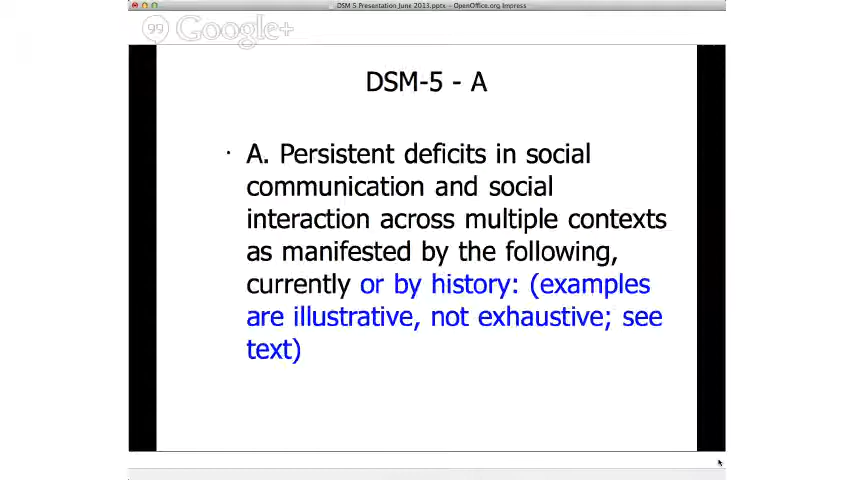 DSM 5 Presentation June 2013.pptx - OpenOffice.org Impress
99 Google+
DSM-5 - A
· A. Persistent deficits in social
communication and social
interaction across multiple contexts
as manifested by the following,
currently or by history: (examples
are illustrative, not exhaustive; see
text)